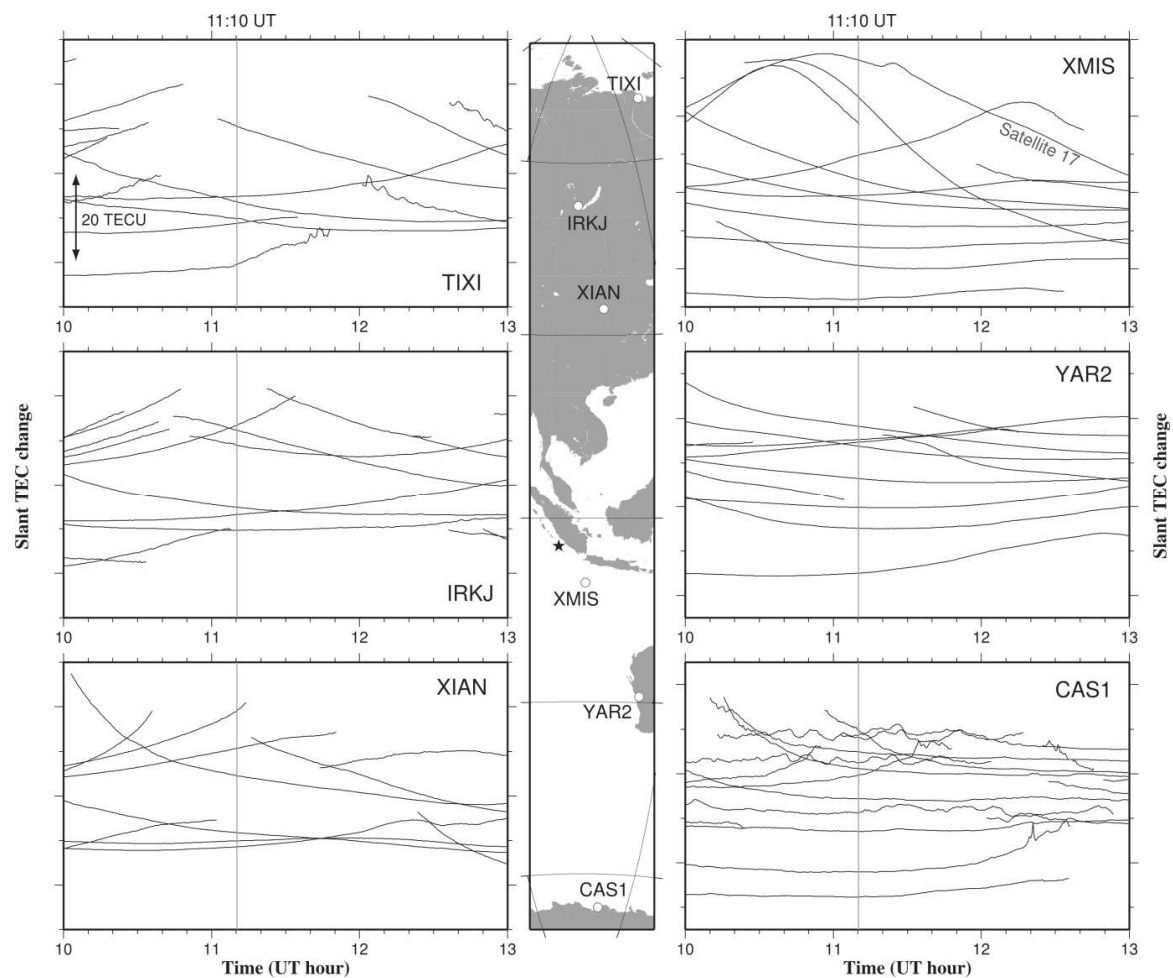 11:10 UT
11:10 UT
20 TECU
TIXI
10 11 12 13
IRKJ
10 11 12 13
XIAN
10 11 12 13
Slant TEC change
Time (UT hour)
TIXI
IRKJ
XIAN
XMIS
YAR2
CAS1
XMIS
Satellite 17
10 11 12 13
YAR2
10 11 12 13
CAS1
10 11 12 13
Slant TEC change
Time (UT hour)